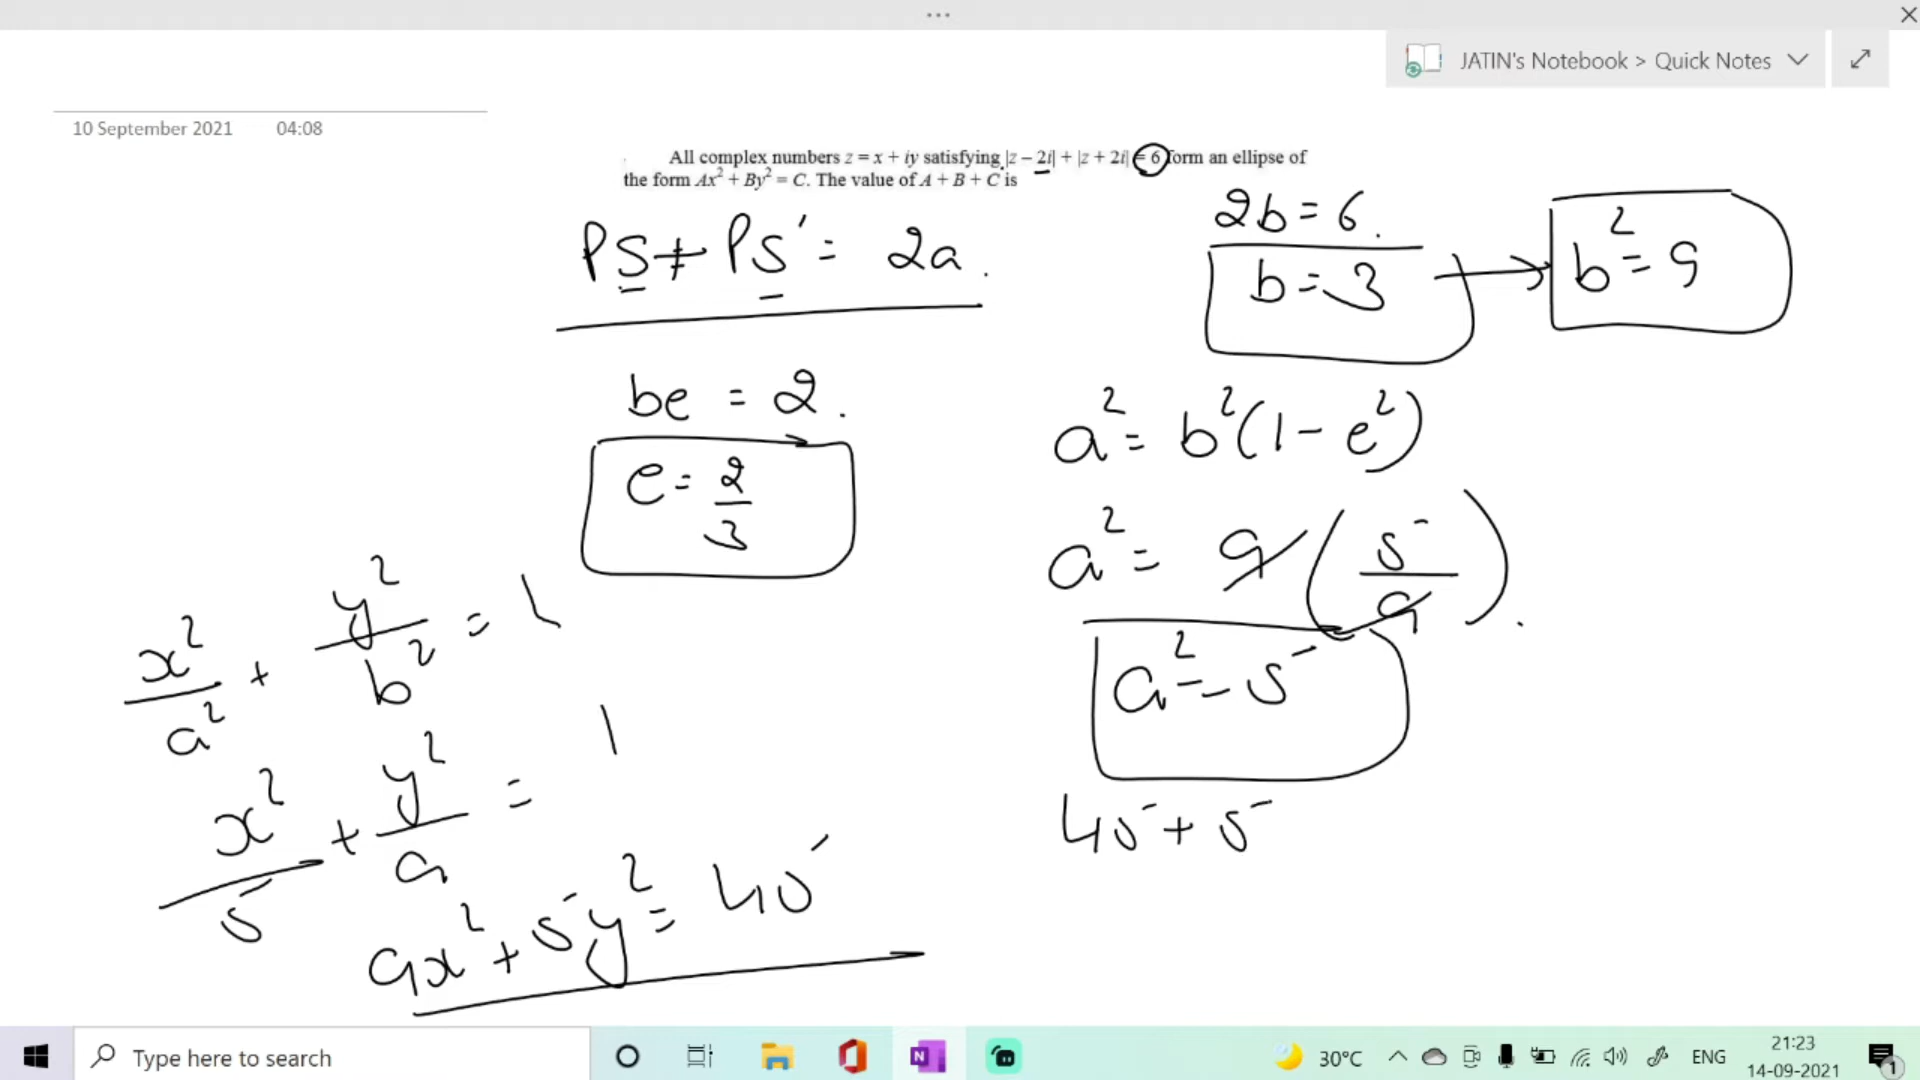 JATIN's Notebook > Quick Notes
10 September 2021 04:08
All complex numbers z = x + iy satisfying |z − 2i| + |z + 2i| = 6 form an ellipse of
the form Ax² + By² = C. The value of A + B + C is
PS + PS' = 2a.
2b = 6.
b = 3
b² = 9
be = 2.
e = 2/3
a² = b²(1 − e²)
a² = 9(5/9).
a² = 5
x²/a² + y²/b² = 1
x²/5 + y²/9 = 1
9x² + 5y² = 45
45 + 5
Type here to search
30°C
ENG
21:23
14-09-2021
1